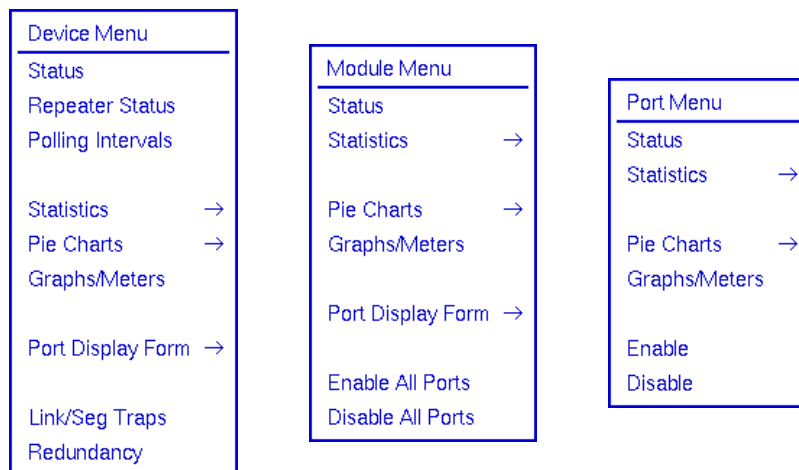 Device Menu
Status
Repeater Status
Polling Intervals
Statistics →
Pie Charts →
Graphs/Meters
Port Display Form →
Link/Seg Traps
Redundancy
Module Menu
Status
Statistics →
Pie Charts →
Graphs/Meters
Port Display Form →
Enable All Ports
Disable All Ports
Port Menu
Status
Statistics →
Pie Charts →
Graphs/Meters
Enable
Disable